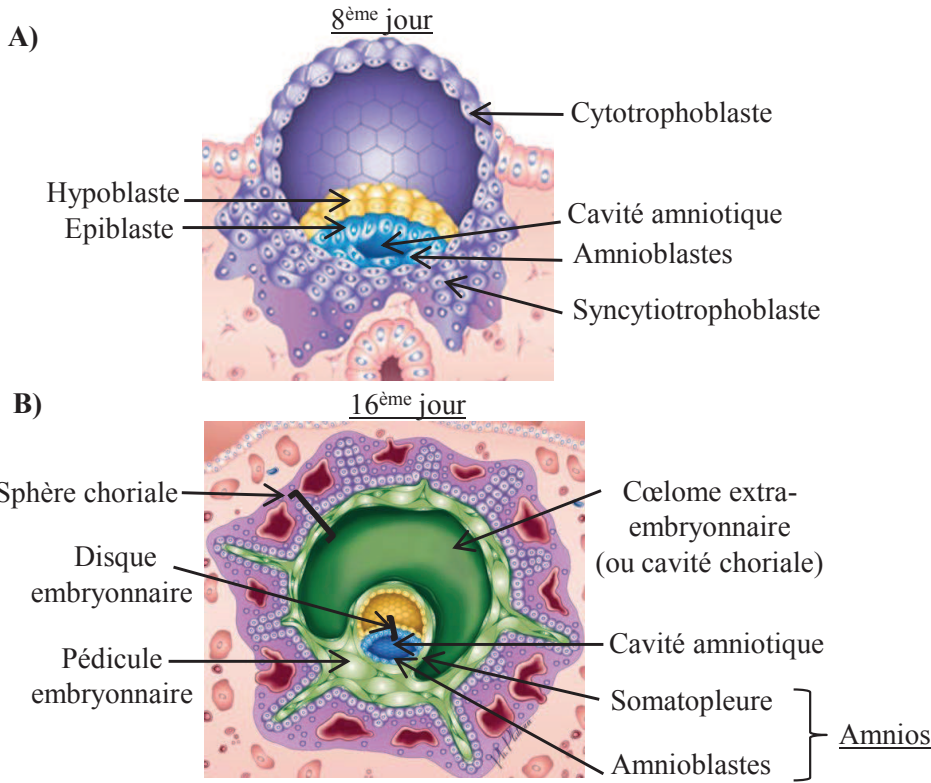 A)
8ème jour
Cytotrophoblaste
Hypoblaste
Epiblaste
Cavité amniotique
Amnioblastes
Syncytiotrophoblaste
B)
16ème jour
Sphère choriale
Cœlome extra-
embryonnaire
(ou cavité choriale)
Disque
embryonnaire
Cavité amniotique
Pédicule
embryonnaire
Somatopleure
Amnios
Amnioblastes